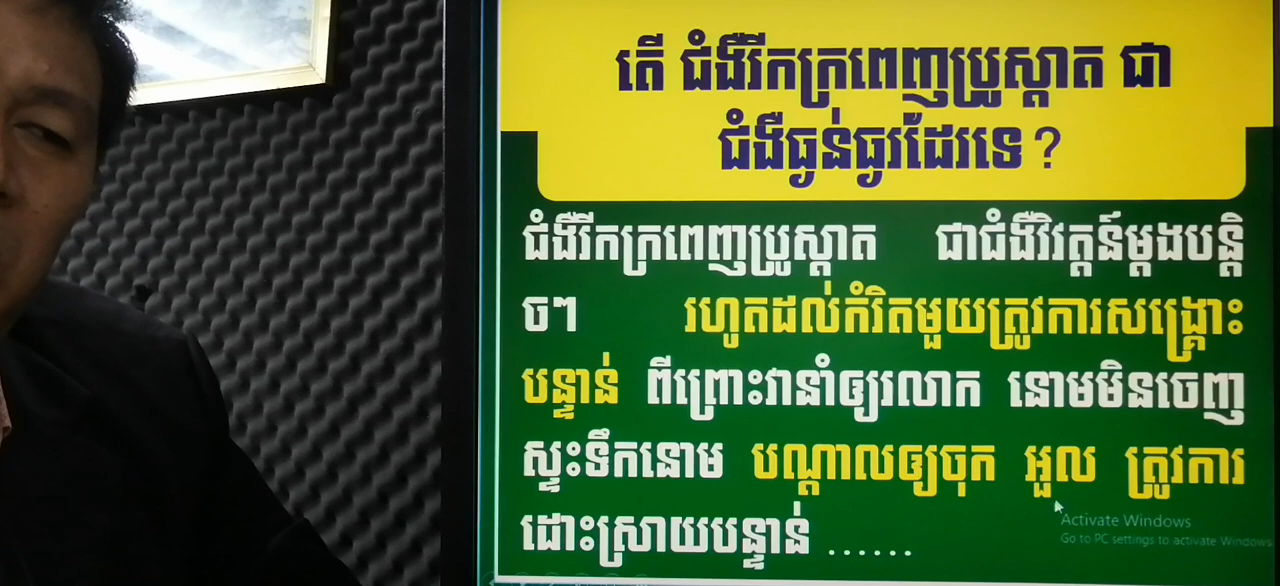 តើ ជំងឺរីកក្រពេញប្រូស្តាត ជា
ជំងឺធ្ងន់ធ្ងរដែរទេ ?
ជំងឺរីកក្រពេញប្រូស្តាត ជាជំងឺវិវត្តន៍ម្តងបន្តិ
ចៗ រហូតដល់កំរិតមួយត្រូវការសង្គ្រោះ
បន្ទាន់ ពីព្រោះវានាំឲ្យរលាក នោមមិនចេញ
ស្ទះទឹកនោម បណ្តាលឲ្យចុក អួល ត្រូវការ
ដោះស្រាយបន្ទាន់ ......
Activate Windows
Go to PC settings to activate Windows.